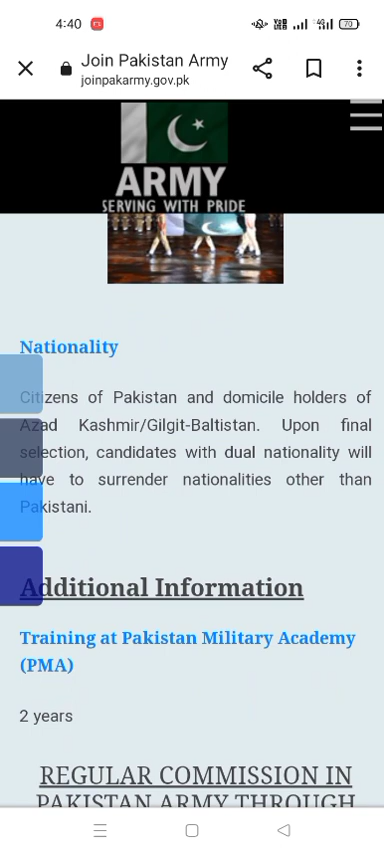 4:40
70
Join Pakistan Army
joinpakarmy.gov.pk
ARMY
SERVING WITH PRIDE
Nationality
Citizens of Pakistan and domicile holders of
Azad Kashmir/Gilgit-Baltistan. Upon final
selection, candidates with dual nationality will
have to surrender nationalities other than
Pakistani.
Additional Information
Training at Pakistan Military Academy
(PMA)
2 years
REGULAR COMMISSION IN
PAKISTAN ARMY THROUGH